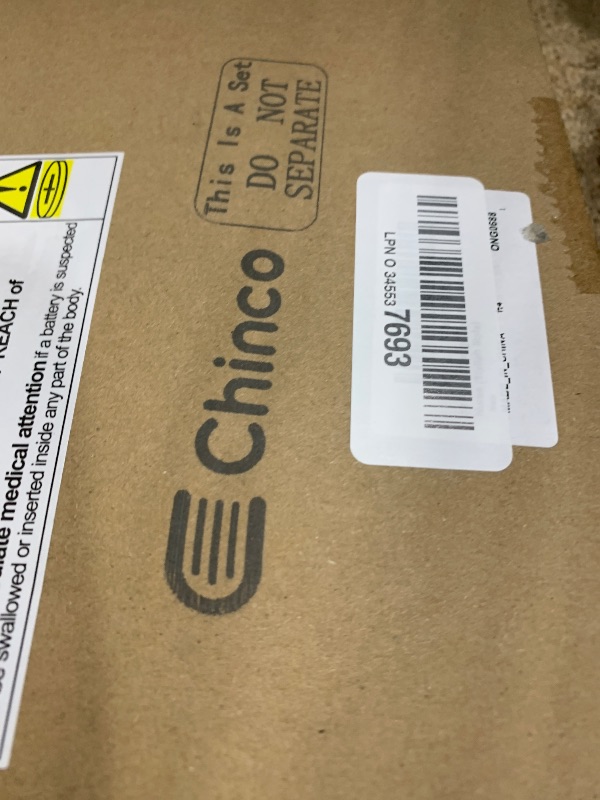 This Is A Set
DO NOT
SEPARATE
Chinco
LPN O 34553 7693
ONG0688
REACH of
medical attention if a battery is suspected
swallowed or inserted inside any part of the body.